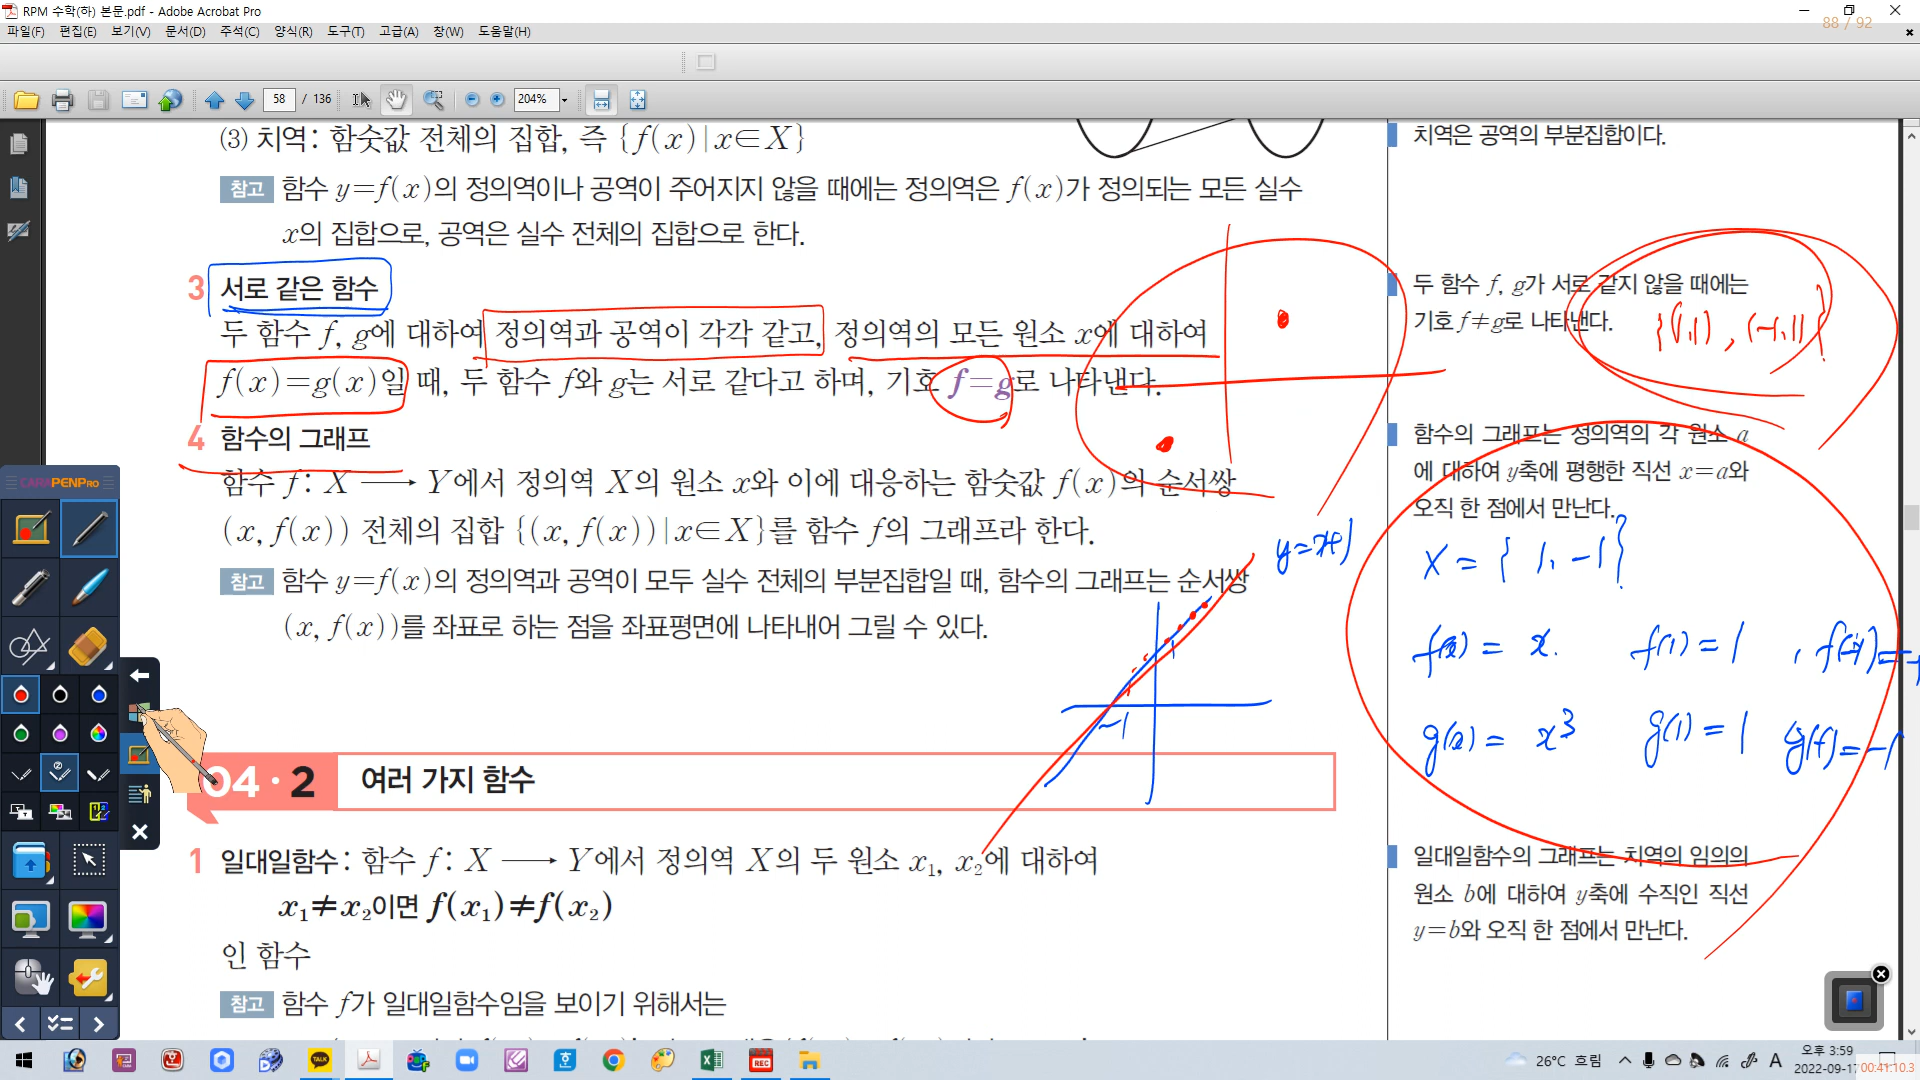 RPM 수학(하) 본문.pdf - Adobe Acrobat Pro
88 / 92
파일(F) 편집(E) 보기(V) 문서(D) 주석(C) 양식(R) 도구(T) 고급(A) 창(W) 도움말(H)
58 / 136 204%
(3) 치역: 함숫값 전체의 집합, 즉 {f(x)|x∈X}
참고 함수 y=f(x)의 정의역이나 공역이 주어지지 않을 때에는 정의역은 f(x)가 정의되는 모든 실수
x의 집합으로, 공역은 실수 전체의 집합으로 한다.
3 서로 같은 함수
두 함수 f, g에 대하여 정의역과 공역이 각각 같고, 정의역의 모든 원소 x에 대하여
f(x)=g(x)일 때, 두 함수 f와 g는 서로 같다고 하며, 기호 f=g로 나타낸다.
4 함수의 그래프
함수 f: X ⟶ Y에서 정의역 X의 원소 x와 이에 대응하는 함숫값 f(x)의 순서쌍
(x, f(x)) 전체의 집합 {(x, f(x))|x∈X}를 함수 f의 그래프라 한다.
참고 함수 y=f(x)의 정의역과 공역이 모두 실수 전체의 부분집합일 때, 함수의 그래프는 순서쌍
(x, f(x))를 좌표로 하는 점을 좌표평면에 나타내어 그릴 수 있다.
y=x+1
1
-1
04·2 여러 가지 함수
1 일대일함수: 함수 f: X ⟶ Y에서 정의역 X의 두 원소 x₁, x₂에 대하여
x₁≠x₂이면 f(x₁)≠f(x₂)
인 함수
참고 함수 f가 일대일함수임을 보이기 위해서는
치역은 공역의 부분집합이다.
두 함수 f, g가 서로 같지 않을 때에는
기호 f≠g로 나타낸다.
{(1,1), (-1,1)}
함수의 그래프는 정의역의 각 원소 a
에 대하여 y축에 평행한 직선 x=a와
오직 한 점에서 만난다.
X = { 1, -1 }
f(x) = x. f(1) = 1 , f(-1) = -1
g(x) = x³ g(1) = 1 g(-1) = -1
일대일함수의 그래프는 치역의 임의의
원소 b에 대하여 y축에 수직인 직선
y=b와 오직 한 점에서 만난다.
CARAPENPRO
TALK
REC
26°C 흐림
A
오후 3:59
2022-09-17
00:41:10.3